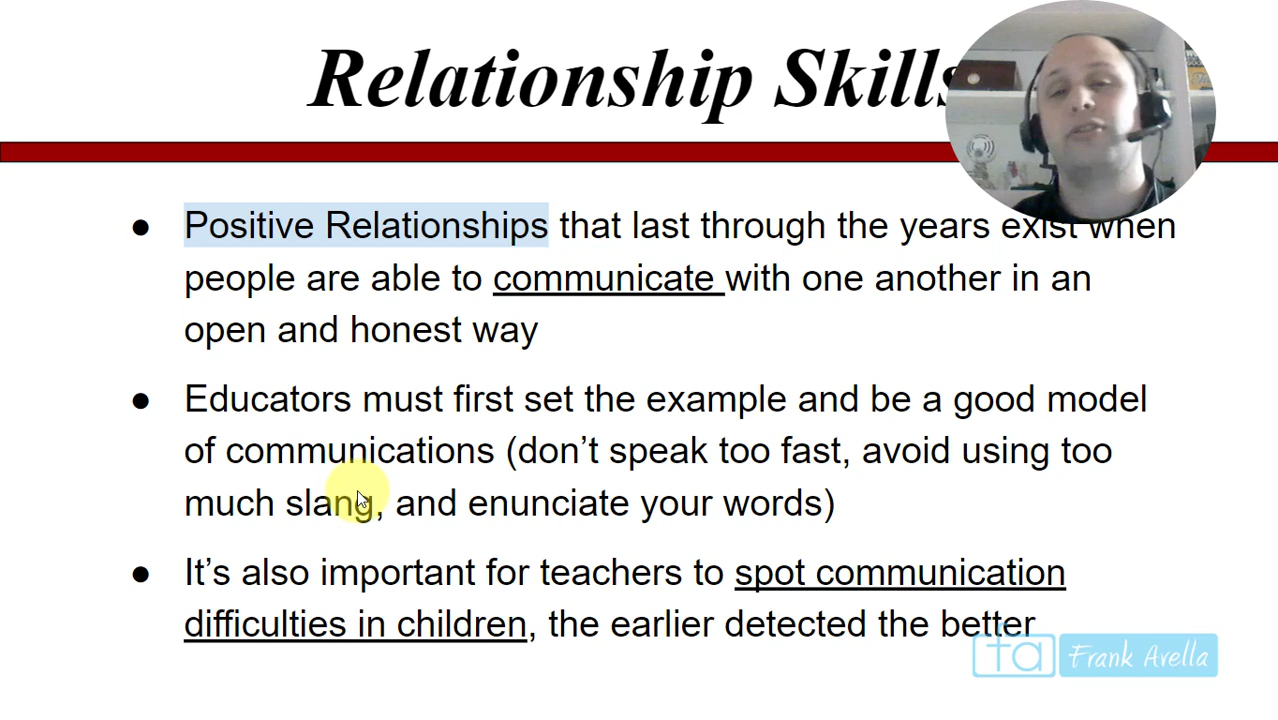 Relationship Skills
● Positive Relationships that last through the years exist when
people are able to communicate with one another in an
open and honest way
● Educators must first set the example and be a good model
of communications (don’t speak too fast, avoid using too
much slang, and enunciate your words)
● It’s also important for teachers to spot communication
difficulties in children, the earlier detected the better
fa Frank Avella